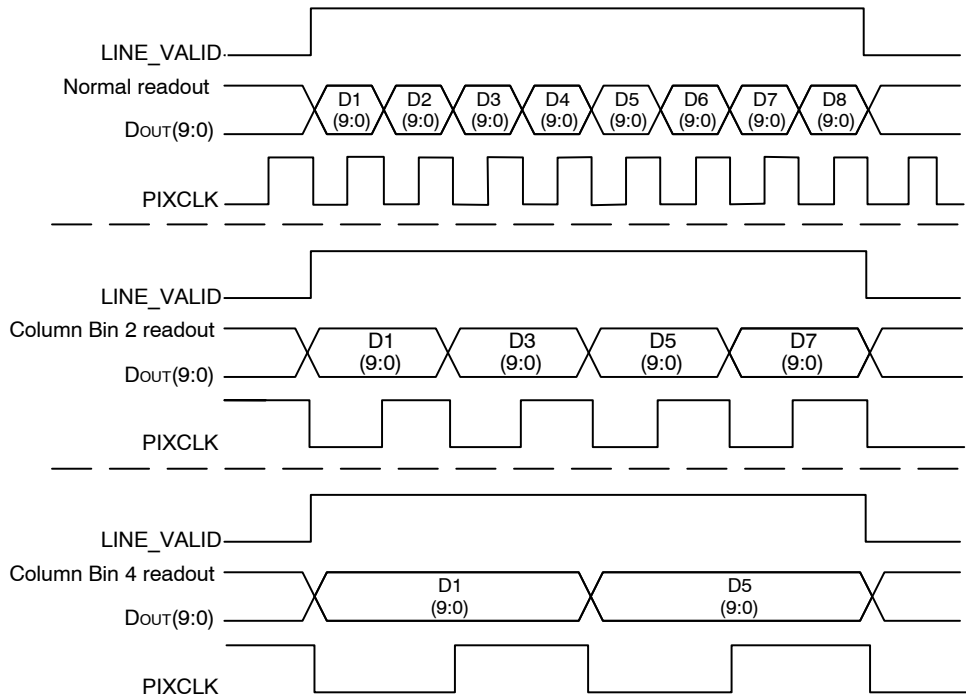 LINE_VALID
Normal readout
D1 D2 D3 D4 D5 D6 D7 D8
(9:0) (9:0) (9:0) (9:0) (9:0) (9:0) (9:0) (9:0)
DOUT(9:0)
PIXCLK
LINE_VALID
Column Bin 2 readout
D1 D3 D5 D7
(9:0) (9:0) (9:0) (9:0)
DOUT(9:0)
PIXCLK
LINE_VALID
Column Bin 4 readout
D1 D5
(9:0) (9:0)
DOUT(9:0)
PIXCLK